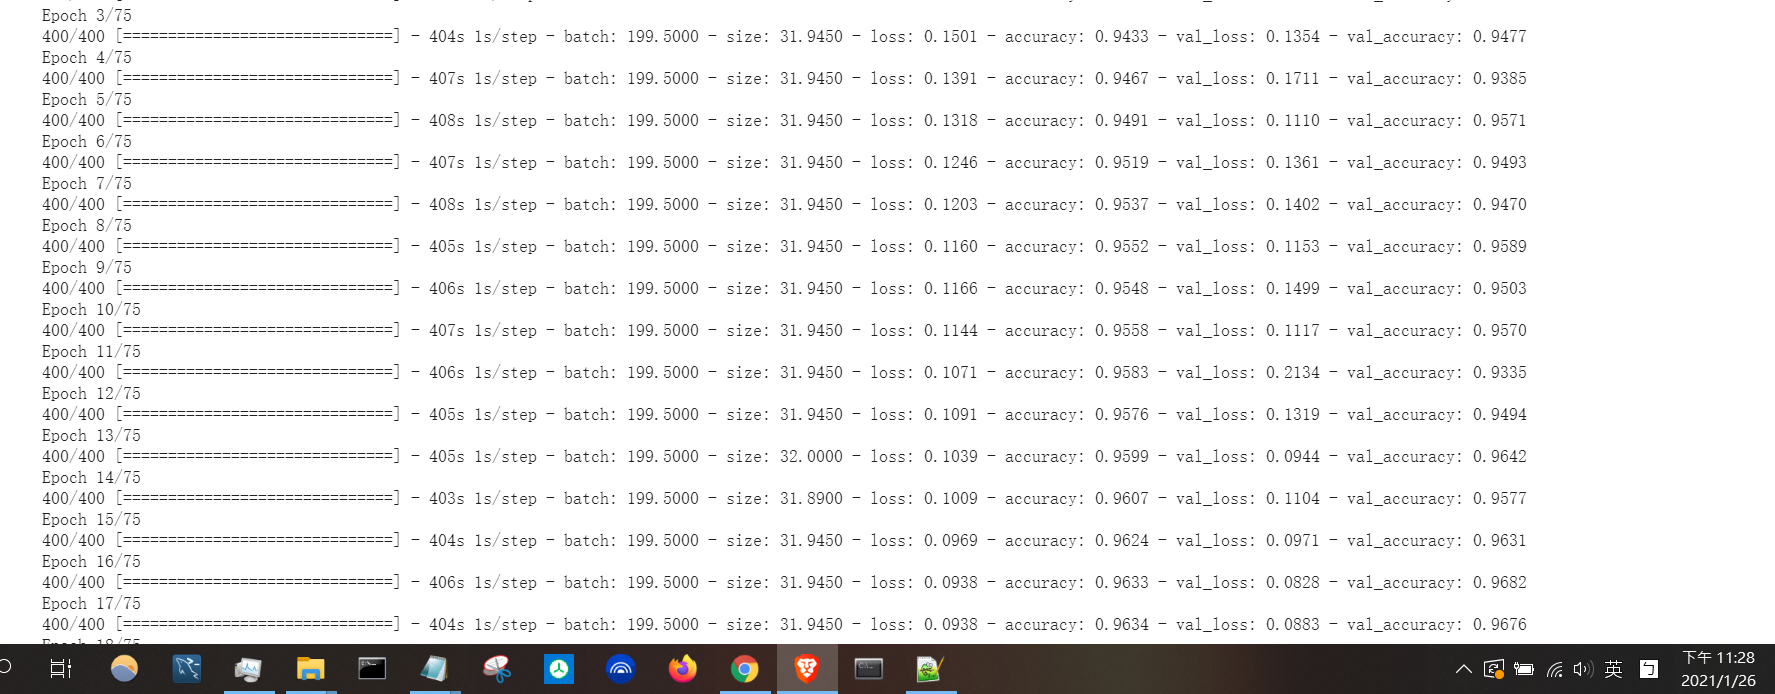 Epoch 3/75
400/400 [==============================] - 404s 1s/step - batch: 199.5000 - size: 31.9450 - loss: 0.1501 - accuracy: 0.9433 - val_loss: 0.1354 - val_accuracy: 0.9477
Epoch 4/75
400/400 [==============================] - 407s 1s/step - batch: 199.5000 - size: 31.9450 - loss: 0.1391 - accuracy: 0.9467 - val_loss: 0.1711 - val_accuracy: 0.9385
Epoch 5/75
400/400 [==============================] - 408s 1s/step - batch: 199.5000 - size: 31.9450 - loss: 0.1318 - accuracy: 0.9491 - val_loss: 0.1110 - val_accuracy: 0.9571
Epoch 6/75
400/400 [==============================] - 407s 1s/step - batch: 199.5000 - size: 31.9450 - loss: 0.1246 - accuracy: 0.9519 - val_loss: 0.1361 - val_accuracy: 0.9493
Epoch 7/75
400/400 [==============================] - 408s 1s/step - batch: 199.5000 - size: 31.9450 - loss: 0.1203 - accuracy: 0.9537 - val_loss: 0.1402 - val_accuracy: 0.9470
Epoch 8/75
400/400 [==============================] - 405s 1s/step - batch: 199.5000 - size: 31.9450 - loss: 0.1160 - accuracy: 0.9552 - val_loss: 0.1153 - val_accuracy: 0.9589
Epoch 9/75
400/400 [==============================] - 406s 1s/step - batch: 199.5000 - size: 31.9450 - loss: 0.1166 - accuracy: 0.9548 - val_loss: 0.1499 - val_accuracy: 0.9503
Epoch 10/75
400/400 [==============================] - 407s 1s/step - batch: 199.5000 - size: 31.9450 - loss: 0.1144 - accuracy: 0.9558 - val_loss: 0.1117 - val_accuracy: 0.9570
Epoch 11/75
400/400 [==============================] - 406s 1s/step - batch: 199.5000 - size: 31.9450 - loss: 0.1071 - accuracy: 0.9583 - val_loss: 0.2134 - val_accuracy: 0.9335
Epoch 12/75
400/400 [==============================] - 405s 1s/step - batch: 199.5000 - size: 31.9450 - loss: 0.1091 - accuracy: 0.9576 - val_loss: 0.1319 - val_accuracy: 0.9494
Epoch 13/75
400/400 [==============================] - 405s 1s/step - batch: 199.5000 - size: 32.0000 - loss: 0.1039 - accuracy: 0.9599 - val_loss: 0.0944 - val_accuracy: 0.9642
Epoch 14/75
400/400 [==============================] - 403s 1s/step - batch: 199.5000 - size: 31.8900 - loss: 0.1009 - accuracy: 0.9607 - val_loss: 0.1104 - val_accuracy: 0.9577
Epoch 15/75
400/400 [==============================] - 404s 1s/step - batch: 199.5000 - size: 31.9450 - loss: 0.0969 - accuracy: 0.9624 - val_loss: 0.0971 - val_accuracy: 0.9631
Epoch 16/75
400/400 [==============================] - 406s 1s/step - batch: 199.5000 - size: 31.9450 - loss: 0.0938 - accuracy: 0.9633 - val_loss: 0.0828 - val_accuracy: 0.9682
Epoch 17/75
400/400 [==============================] - 404s 1s/step - batch: 199.5000 - size: 31.9450 - loss: 0.0938 - accuracy: 0.9634 - val_loss: 0.0883 - val_accuracy: 0.9676
Epoch 18/75
英
下午 11:28
2021/1/26